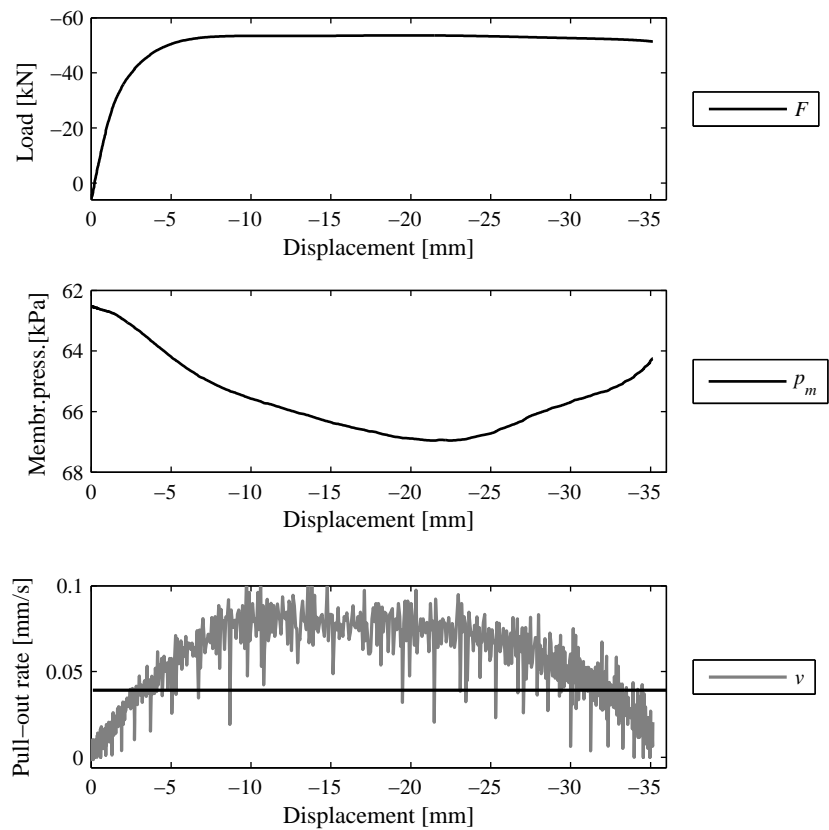 −60
−40
−20
0
Load [kN]
0 −5 −10 −15 −20 −25 −30 −35
Displacement [mm]
F
62
64
66
68
Membr.press.[kPa]
0 −5 −10 −15 −20 −25 −30 −35
Displacement [mm]
p_m
0.1
0.05
0
Pull−out rate [mm/s]
0 −5 −10 −15 −20 −25 −30 −35
Displacement [mm]
v